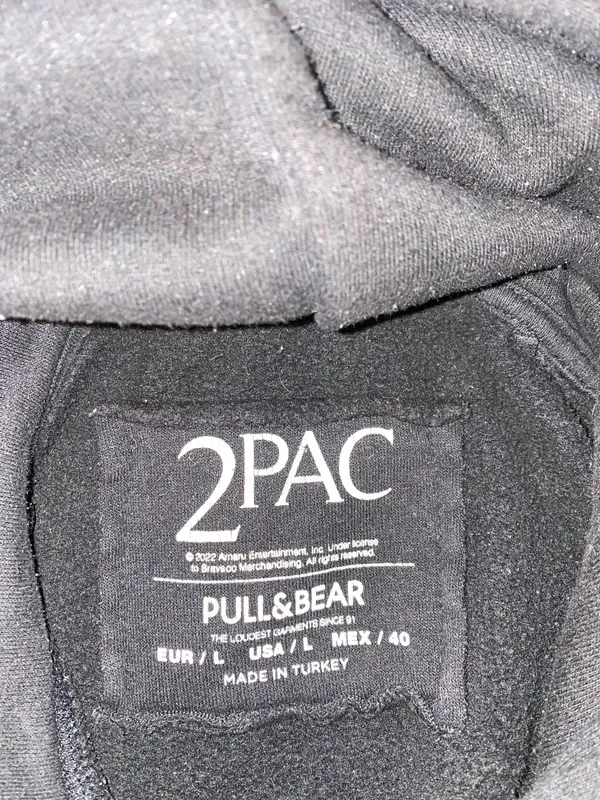 2PAC
© 2022 Amaru Entertainment, Inc. Under license
to Bravado Merchandising. All rights reserved.
PULL&BEAR
THE LOUDEST GARMENTS SINCE 91
EUR / L USA / L MEX / 40
MADE IN TURKEY